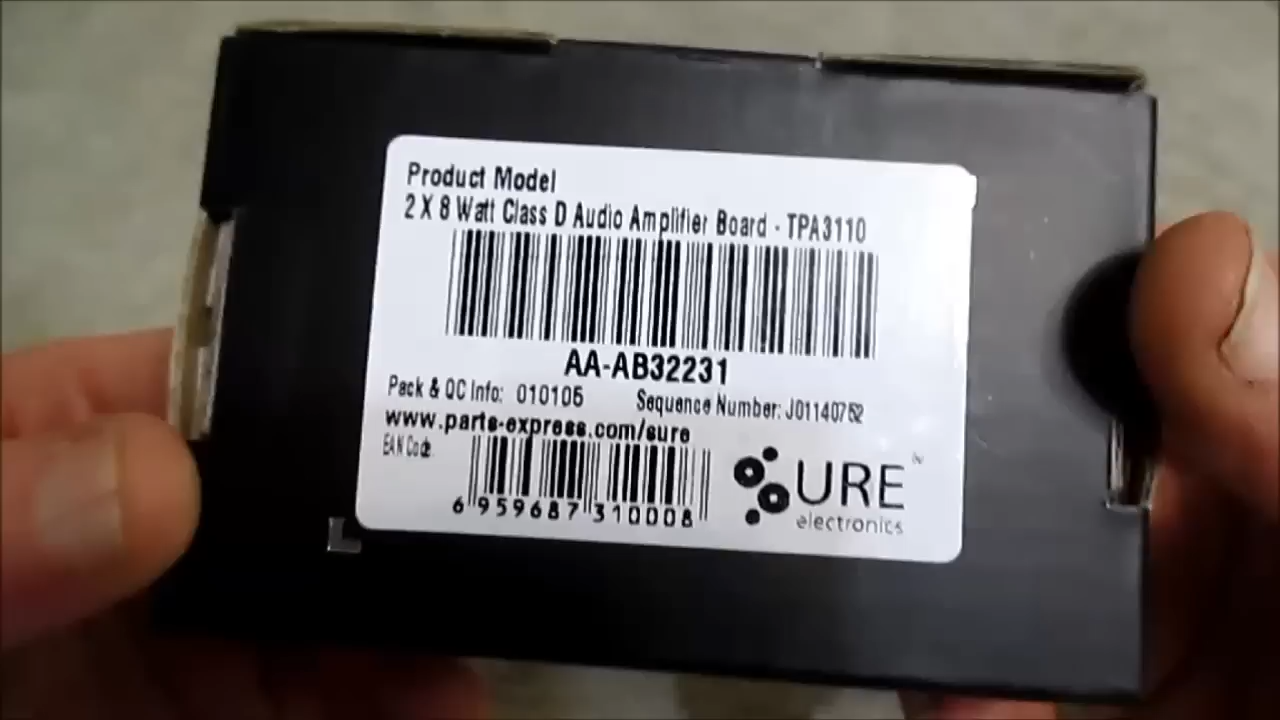 Product Model
2 X 8 Watt Class D Audio Amplifier Board - TPA3110
AA-AB32231
Pack & QC Info: 010105 Sequence Number: J01140752
www.parts-express.com/sure
EAN Code
6 959687 310008
SURE
electronics